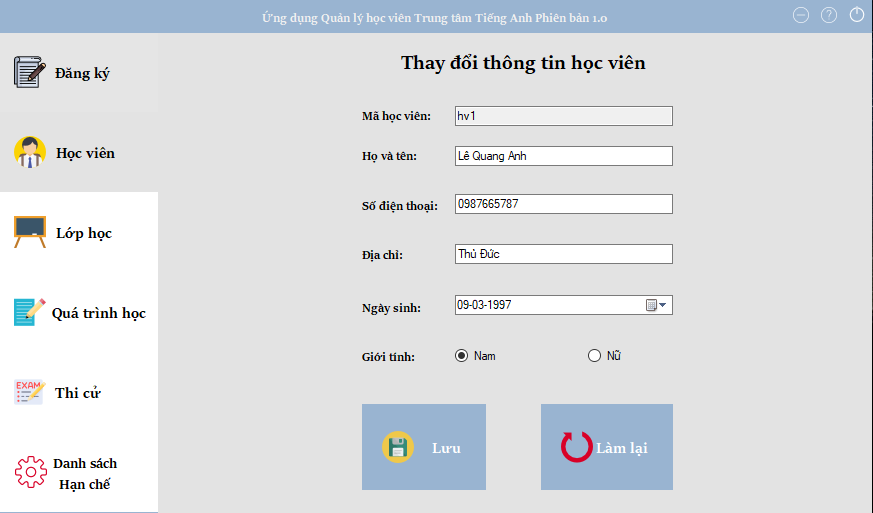 Ứng dụng Quản lý học viên Trung tâm Tiếng Anh Phiên bản 1.0
?
Đăng ký
Học viên
Lớp học
Quá trình học
EXAM
Thi cử
Danh sách
Hạn chế
Thay đổi thông tin học viên
Mã học viên: hv1
Họ và tên: Lê Quang Anh
Số điện thoại: 0987665787
Địa chỉ: Thủ Đức
Ngày sinh: 09-03-1997
Giới tính: Nam Nữ
Lưu Làm lại